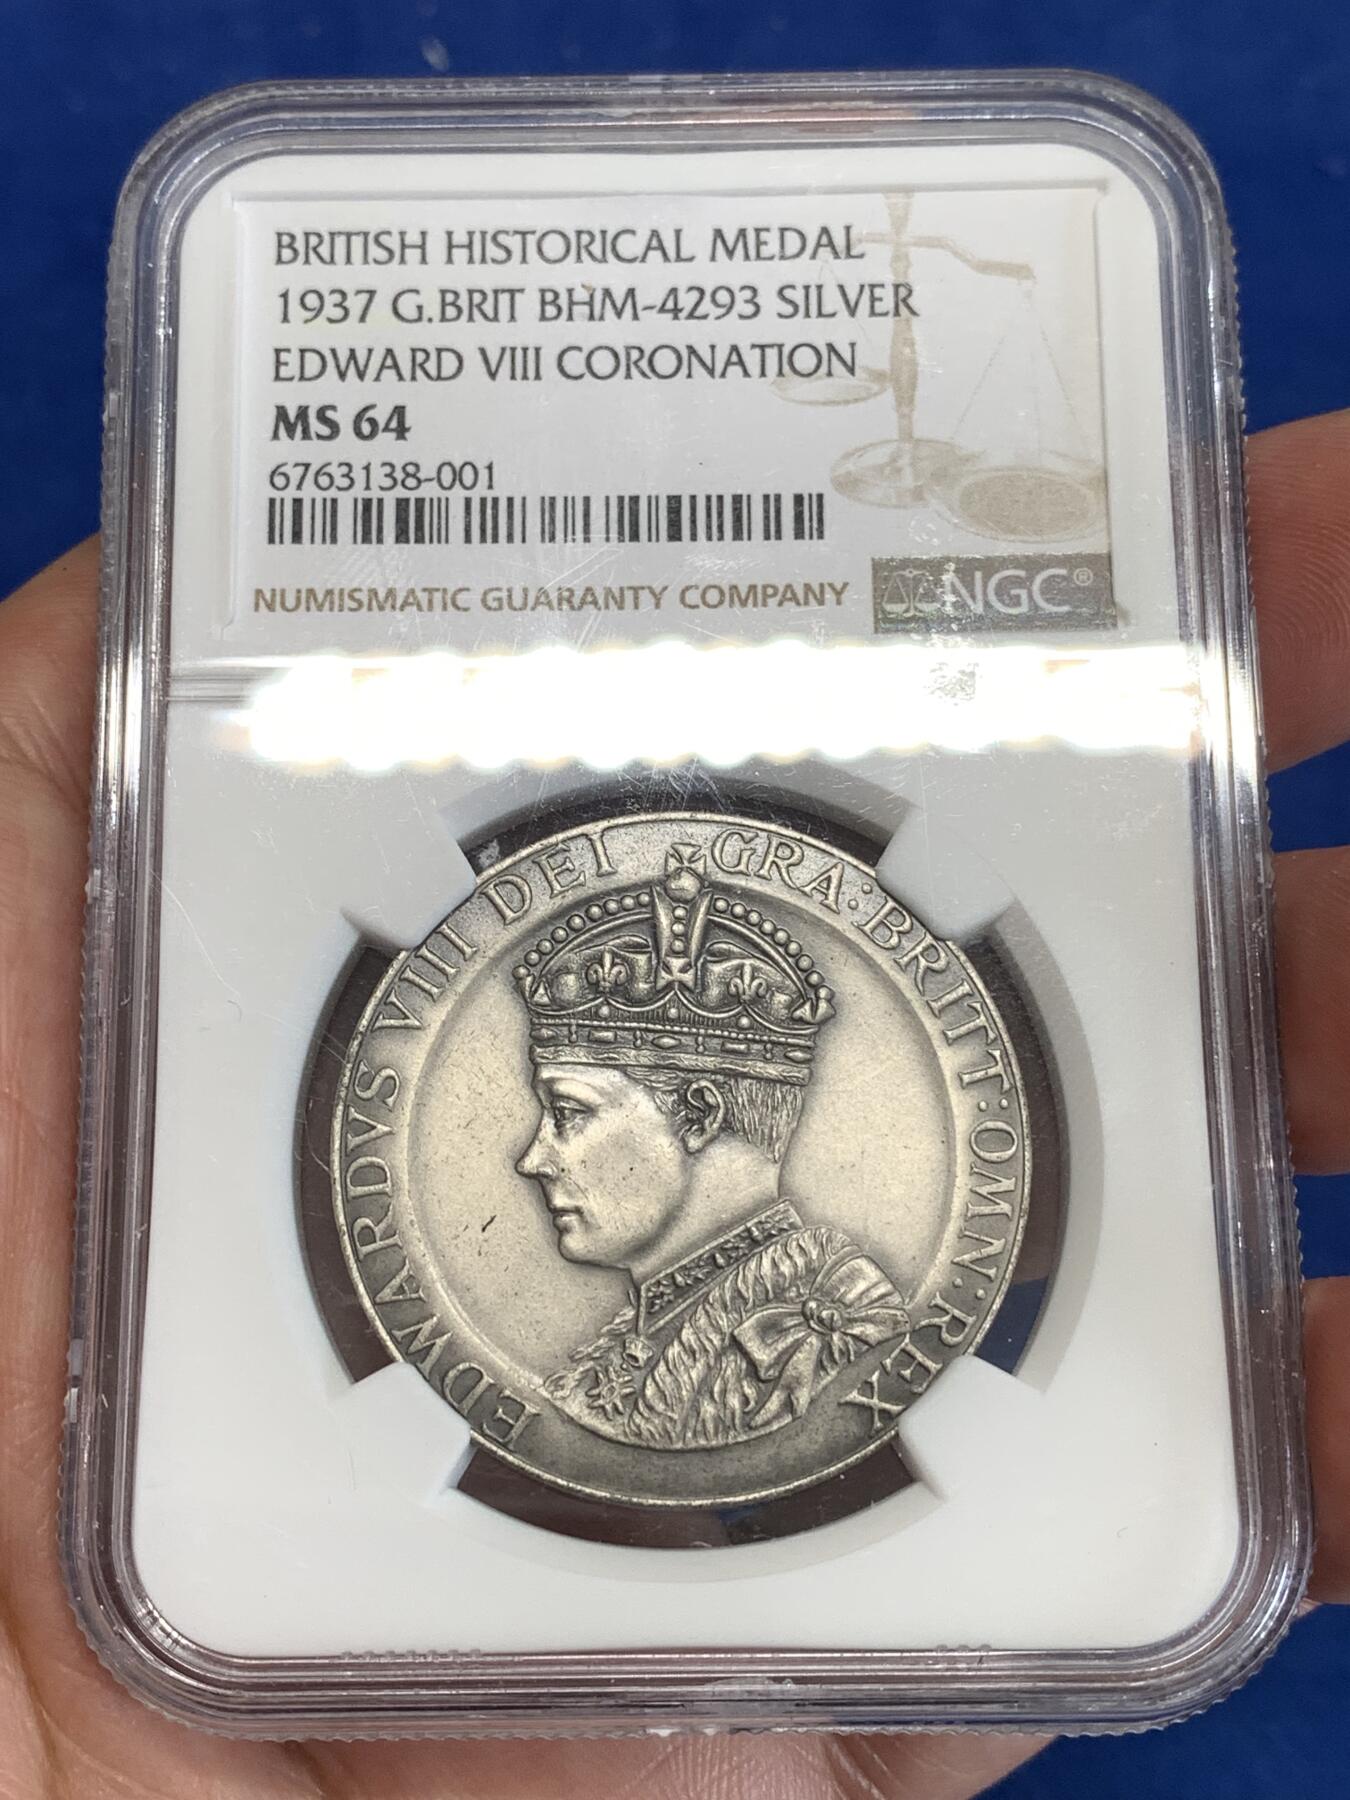 BRITISH HISTORICAL MEDAL
1937 G.BRIT BHM-4293 SILVER
EDWARD VIII CORONATION
MS 64
6763138-001
NUMISMATIC GUARANTY COMPANY
NGC®
EDWARDVS VIII DEI GRA: BRITT: OMN: REX